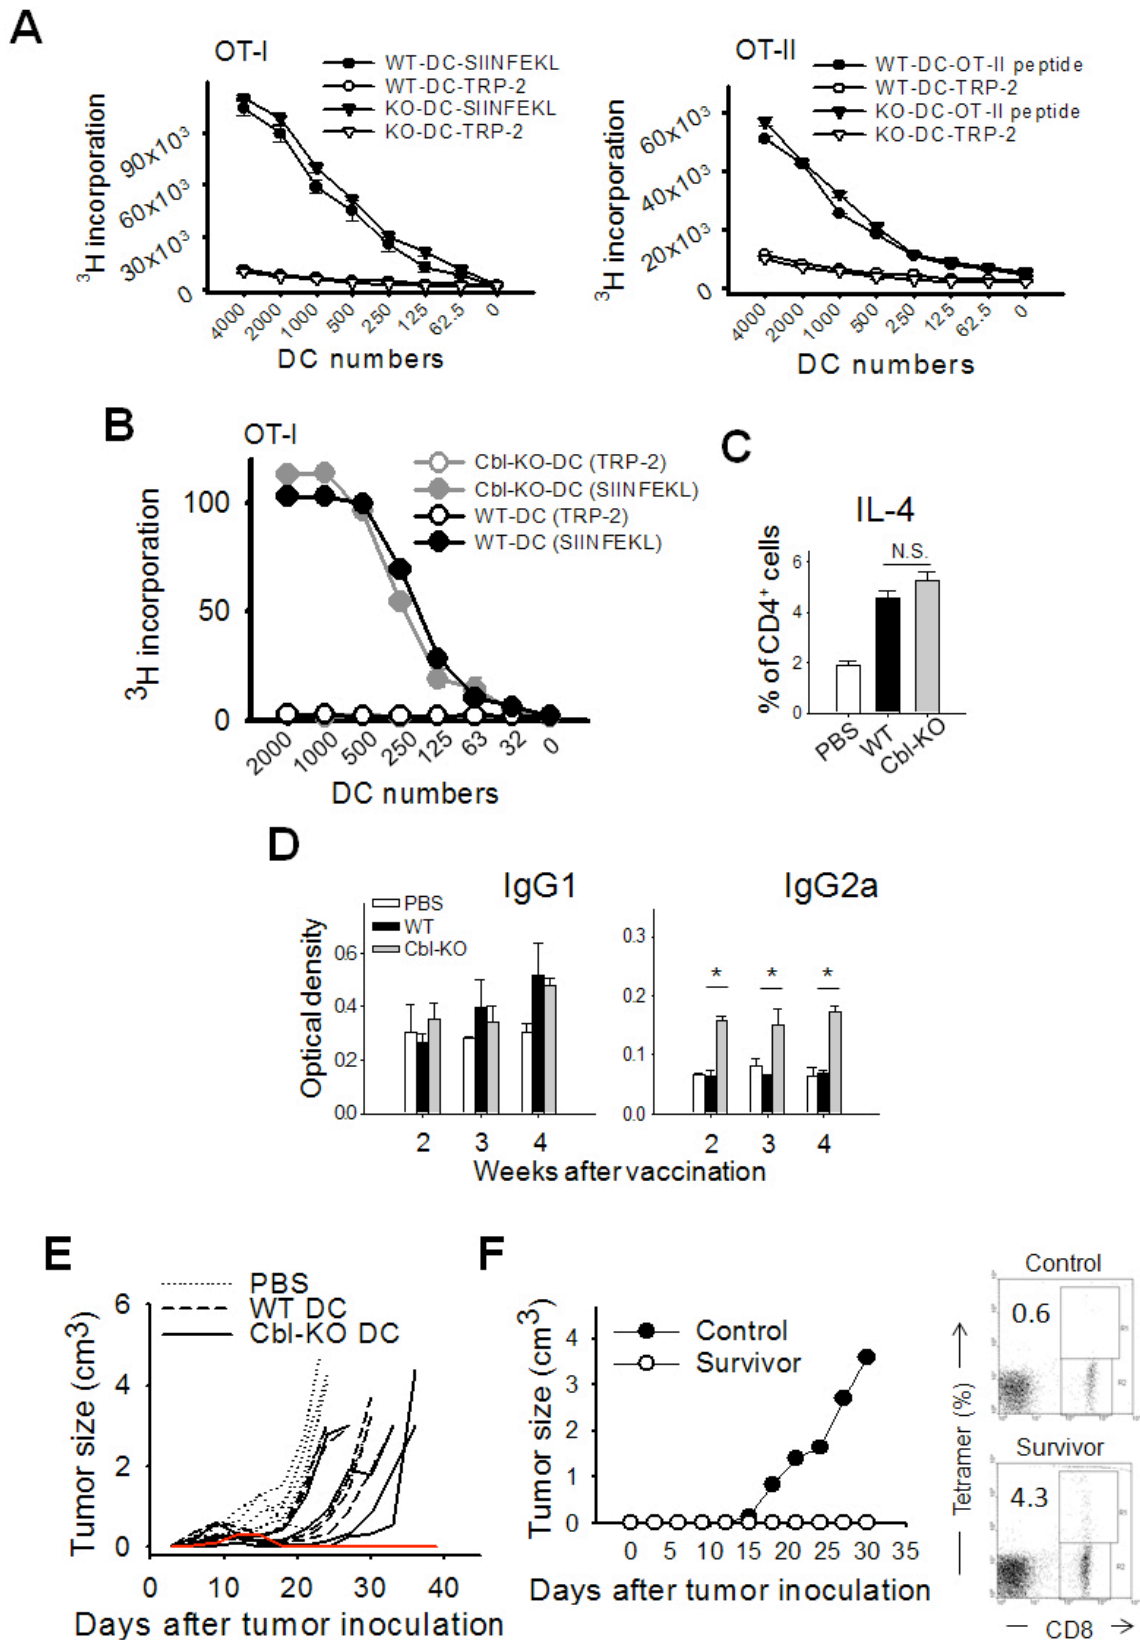 A
OT-I
WT-DC-SIINFEKL
WT-DC-TRP-2
KO-DC-SIINFEKL
KO-DC-TRP-2
³H incorporation
90x10³
60x10³
30x10³
0
4000 2000 1000 500 250 125 62.5 0
DC numbers
OT-II
WT-DC-OT-II peptide
WT-DC-TRP-2
KO-DC-OT-II peptide
KO-DC-TRP-2
³H incorporation
60x10³
40x10³
20x10³
0
4000 2000 1000 500 250 125 62.5 0
DC numbers
B
OT-I
Cbl-KO-DC (TRP-2)
Cbl-KO-DC (SIINFEKL)
WT-DC (TRP-2)
WT-DC (SIINFEKL)
³H incorporation
100
50
0
2000 1000 500 250 125 63 32 0
DC numbers
C
IL-4
N.S.
% of CD4⁺ cells
6
4
2
0
PBS WT Cbl-KO
D
IgG1
PBS
WT
Cbl-KO
Optical density
0.6
0.4
0.2
0.0
2 3 4
IgG2a
0.3
0.2
0.1
0.0
* * *
2 3 4
Weeks after vaccination
E
PBS
WT DC
Cbl-KO DC
Tumor size (cm3)
6
4
2
0
0 10 20 30 40
Days after tumor inoculation
F
Control
Survivor
Tumor size (cm³)
4
3
2
1
0
0 5 10 15 20 25 30 35
Days after tumor inoculation
Control
0.6
R1
R2
Survivor
4.3
R1
R2
Tetramer (%)
CD8